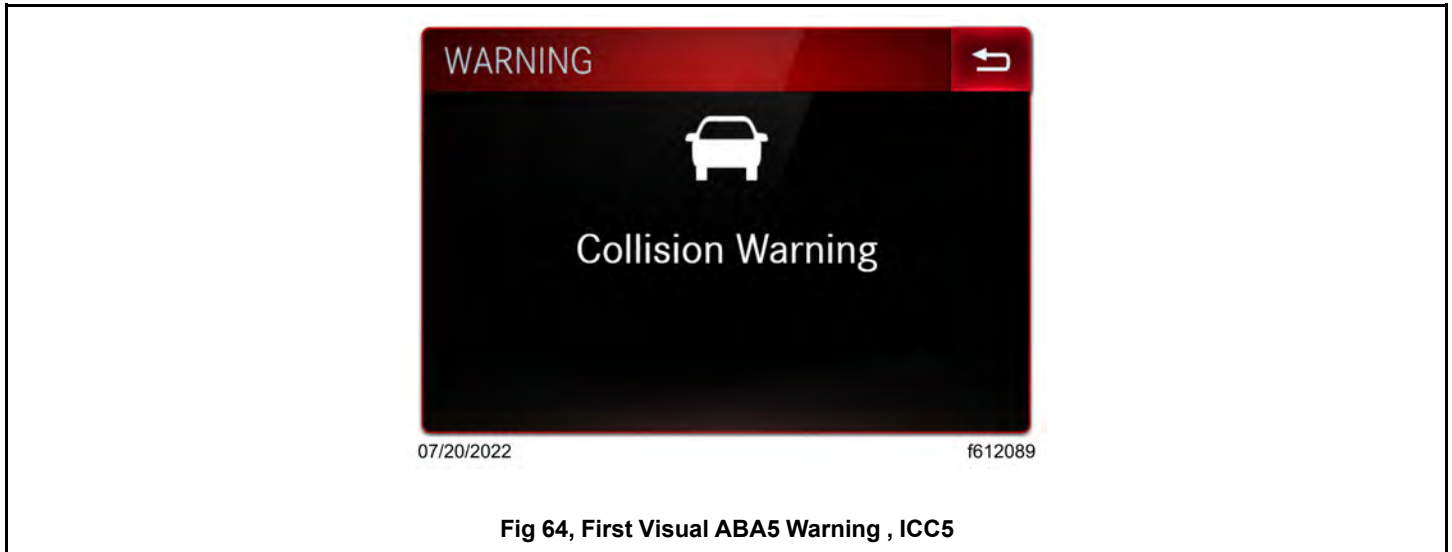 WARNING
Collision Warning
07/20/2022 f612089
Fig 64, First Visual ABA5 Warning , ICC5